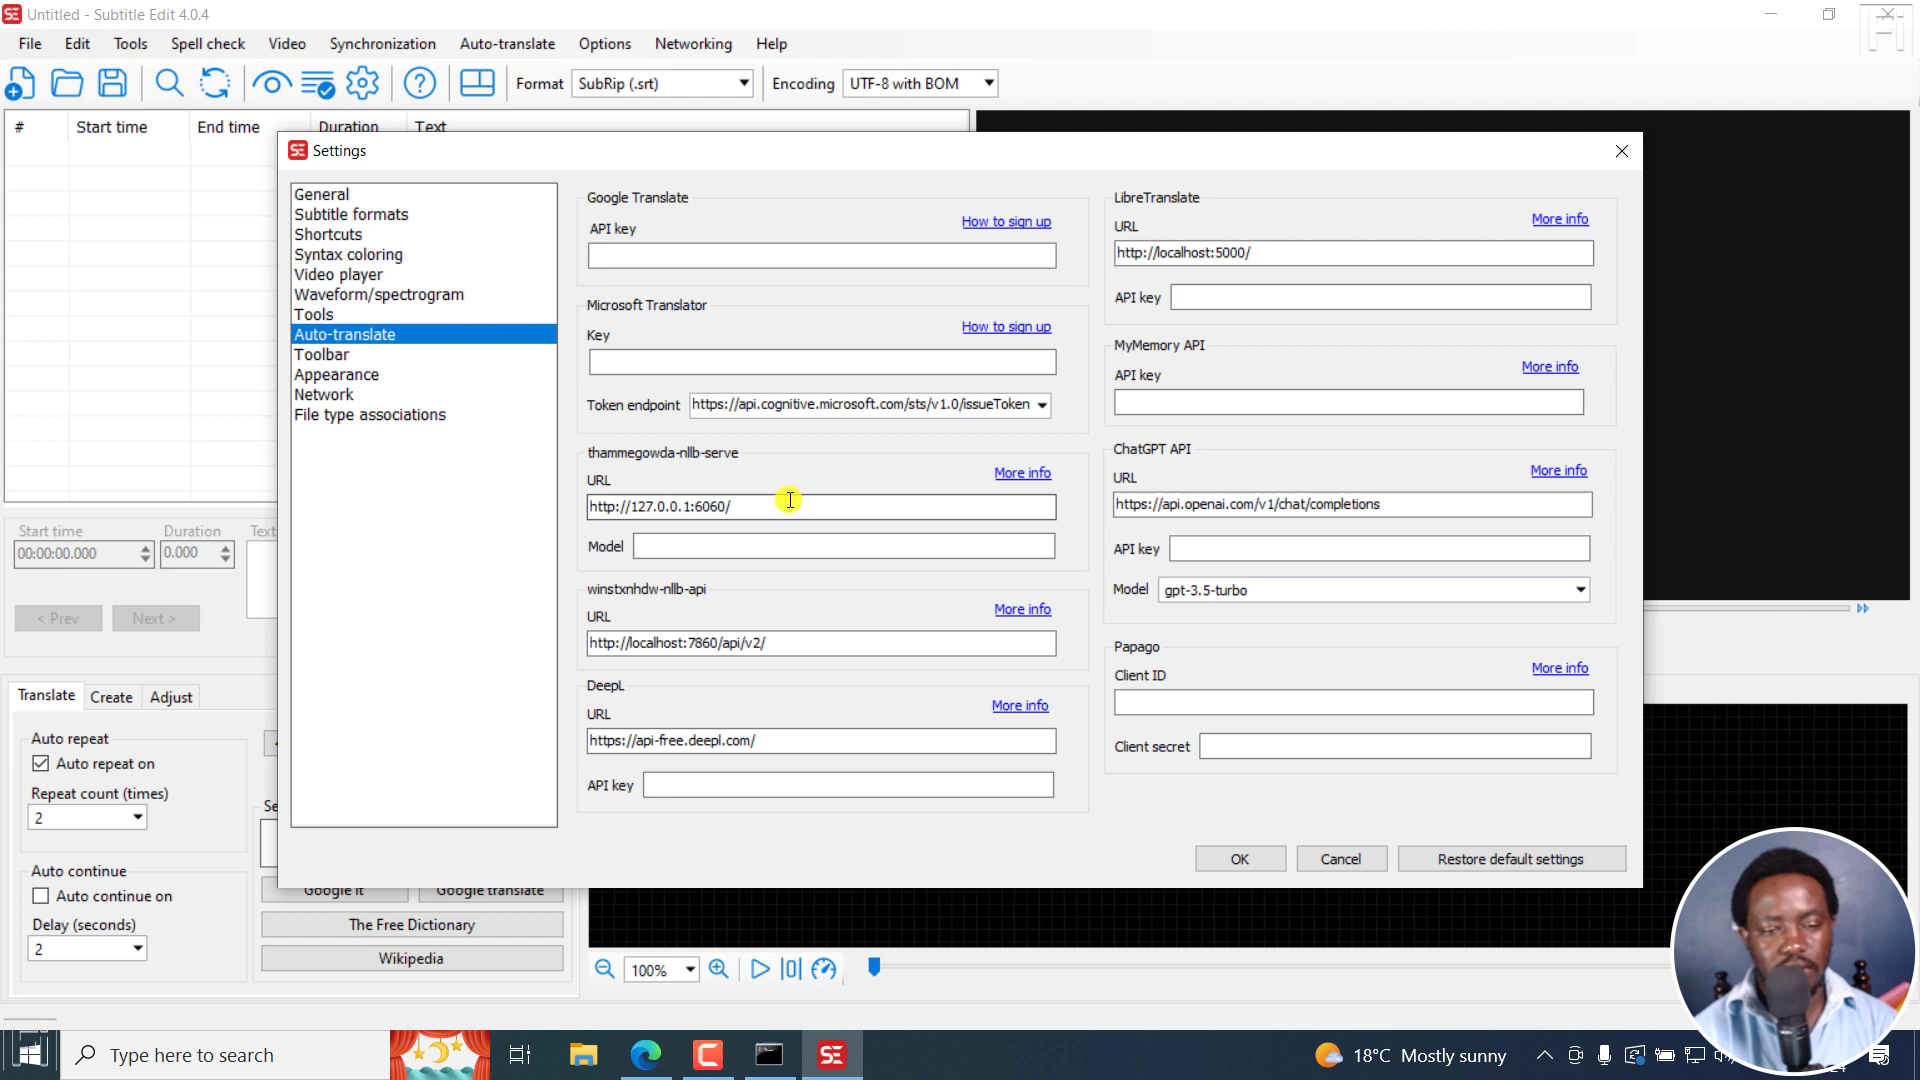 SE Untitled - Subtitle Edit 4.0.4
File Edit Tools Spell check Video Synchronization Auto-translate Options Networking Help
Format SubRip (.srt) Encoding UTF-8 with BOM
# Start time End time Duration Text
SE Settings
General
Subtitle formats
Shortcuts
Syntax coloring
Video player
Waveform/spectrogram
Tools
Auto-translate
Toolbar
Appearance
Network
File type associations
Google Translate
How to sign up
API key
Microsoft Translator
How to sign up
Key
Token endpoint https://api.cognitive.microsoft.com/sts/v1.0/issueToken
thammegowda-nllb-serve
More info
URL
http://127.0.0.1:6060/
Model
winstxnhdw-nllb-api
More info
URL
http://localhost:7860/api/v2/
DeepL
More info
URL
https://api-free.deepl.com/
API key
LibreTranslate
More info
URL
http://localhost:5000/
API key
MyMemory API
More info
API key
ChatGPT API
More info
URL
https://api.openai.com/v1/chat/completions
API key
Model gpt-3.5-turbo
Papago
More info
Client ID
Client secret
OK Cancel Restore default settings
Start time Duration Text
00:00:00.000 0.000
< Prev Next >
Translate Create Adjust
Auto repeat
Auto repeat on
Repeat count (times)
2
Auto continue
Auto continue on
Delay (seconds)
2
Google it Google translate
The Free Dictionary
Wikipedia
100%
Type here to search
SE
18°C Mostly sunny